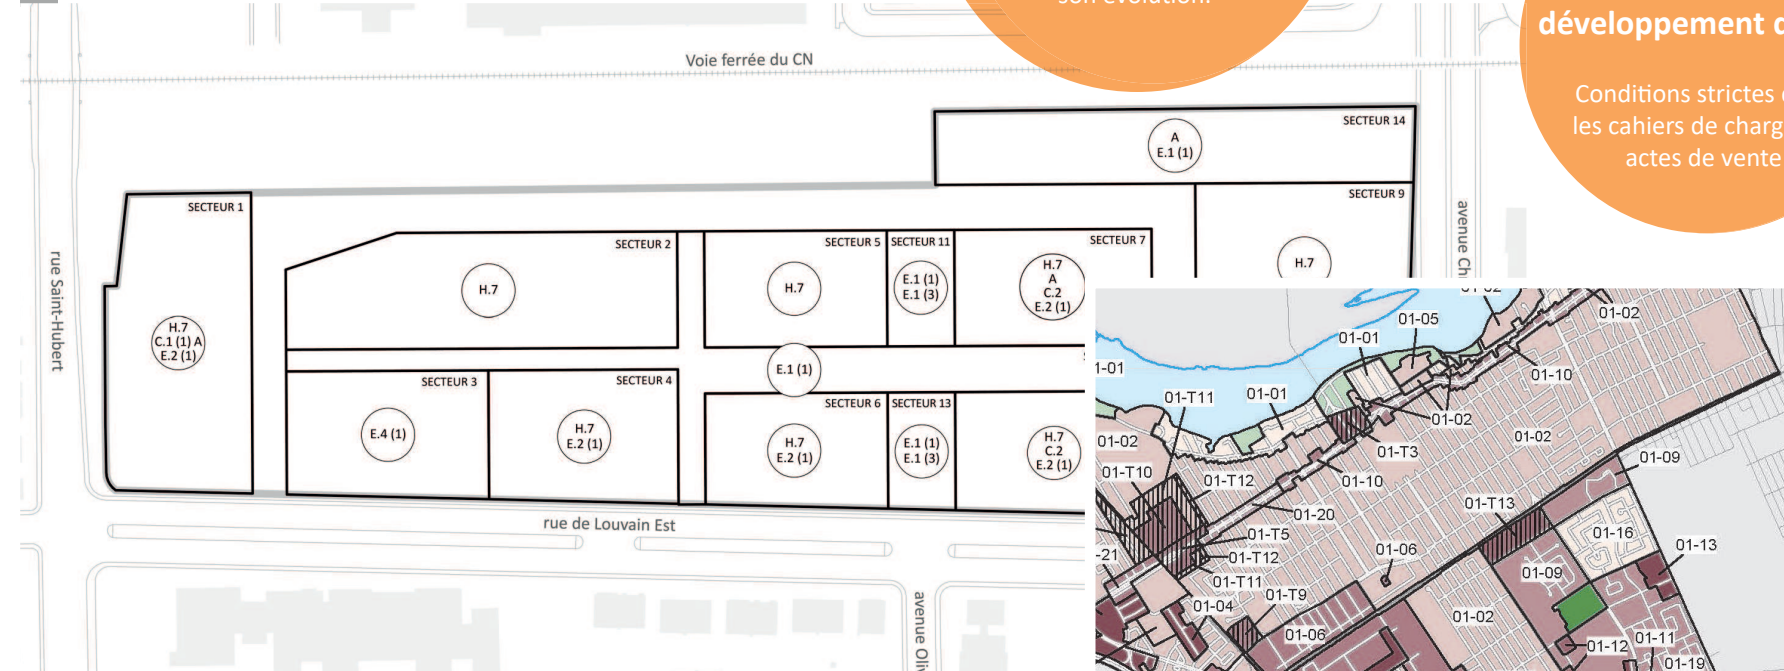 son évolution.
développement
Conditions strictes
les cahiers de
actes de vente
Voie ferrée du CN
SECTEUR 14
A
E.1 (1)
SECTEUR 1
H.7
C.1 (1) A
E.2 (1)
SECTEUR 2
H.7
SECTEUR 5
H.7
SECTEUR 11
E.1 (1)
E.1 (3)
SECTEUR 7
H.7
A
C.2
E.2 (1)
SECTEUR 9
H.7
E.1 (1)
SECTEUR 3
E.4 (1)
SECTEUR 4
H.7
E.2 (1)
SECTEUR 6
H.7
E.2 (1)
SECTEUR 13
E.1 (1)
E.1 (3)
H.7
C.2
E.2 (1)
rue Saint-Hubert
rue de Louvain Est
avenue
avenue
01-02
01-05
01-01
01-10
01-T11
01-01
01-02
01-02
01-02
01-T3
01-09
01-T10
01-T12
01-10
01-T13
01-20
01-T5
01-16
01-06
01-13
01-T12
01-T11
01-09
01-T9
01-04
01-02
01-06
01-12
01-11
01-19